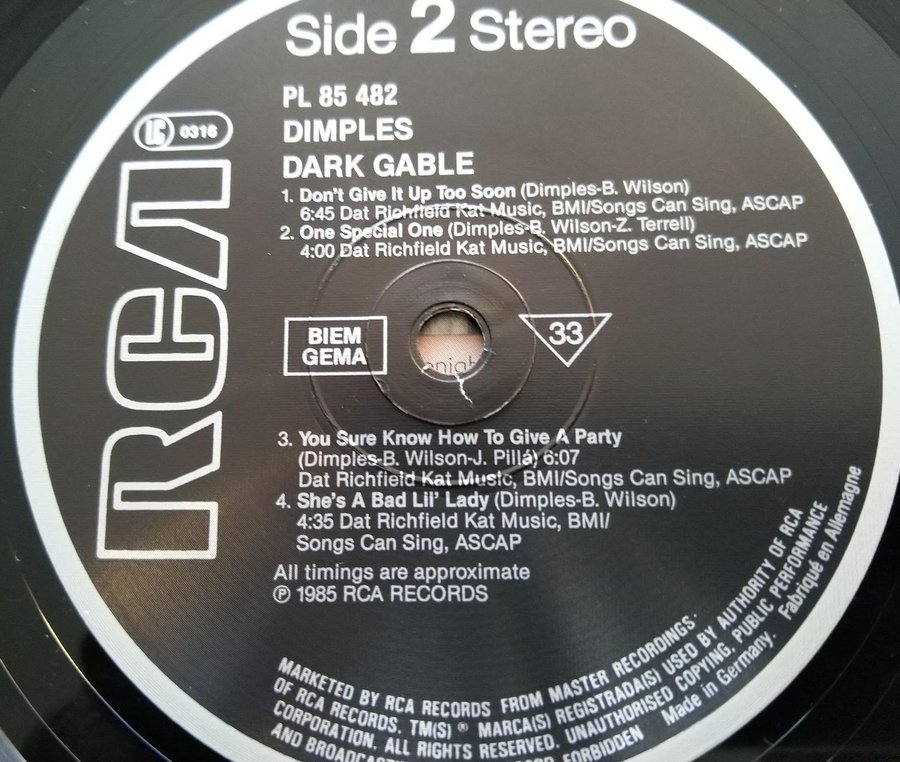 Side 2 Stereo
PL 85 482
DIMPLES
DARK GABLE
LC 0316
RCA
1. Don't Give It Up Too Soon (Dimples-B. Wilson)
6:45 Dat Richfield Kat Music, BMI/Songs Can Sing, ASCAP
2. One Special One (Dimples-B. Wilson-Z. Terrell)
4:00 Dat Richfield Kat Music, BMI/Songs Can Sing, ASCAP
BIEM
GEMA
33
3. You Sure Know How To Give A Party
(Dimples-B. Wilson-J. Pillá) 6:07
Dat Richfield Kat Music, BMI/Songs Can Sing, ASCAP
4. She's A Bad Lil' Lady (Dimples-B. Wilson)
4:35 Dat Richfield Kat Music, BMI/
Songs Can Sing, ASCAP
All timings are approximate
℗ 1985 RCA RECORDS
MARKETED BY RCA RECORDS FROM MASTER RECORDINGS
OF RCA RECORDS. TM(S) ® MARCA(S) REGISTRADA(S) USED BY AUTHORITY OF RCA
CORPORATION. ALL RIGHTS RESERVED. UNAUTHORISED COPYING, PUBLIC PERFORMANCE
AND FORBIDDEN Made in Germany. Fabriqué en Allemagne